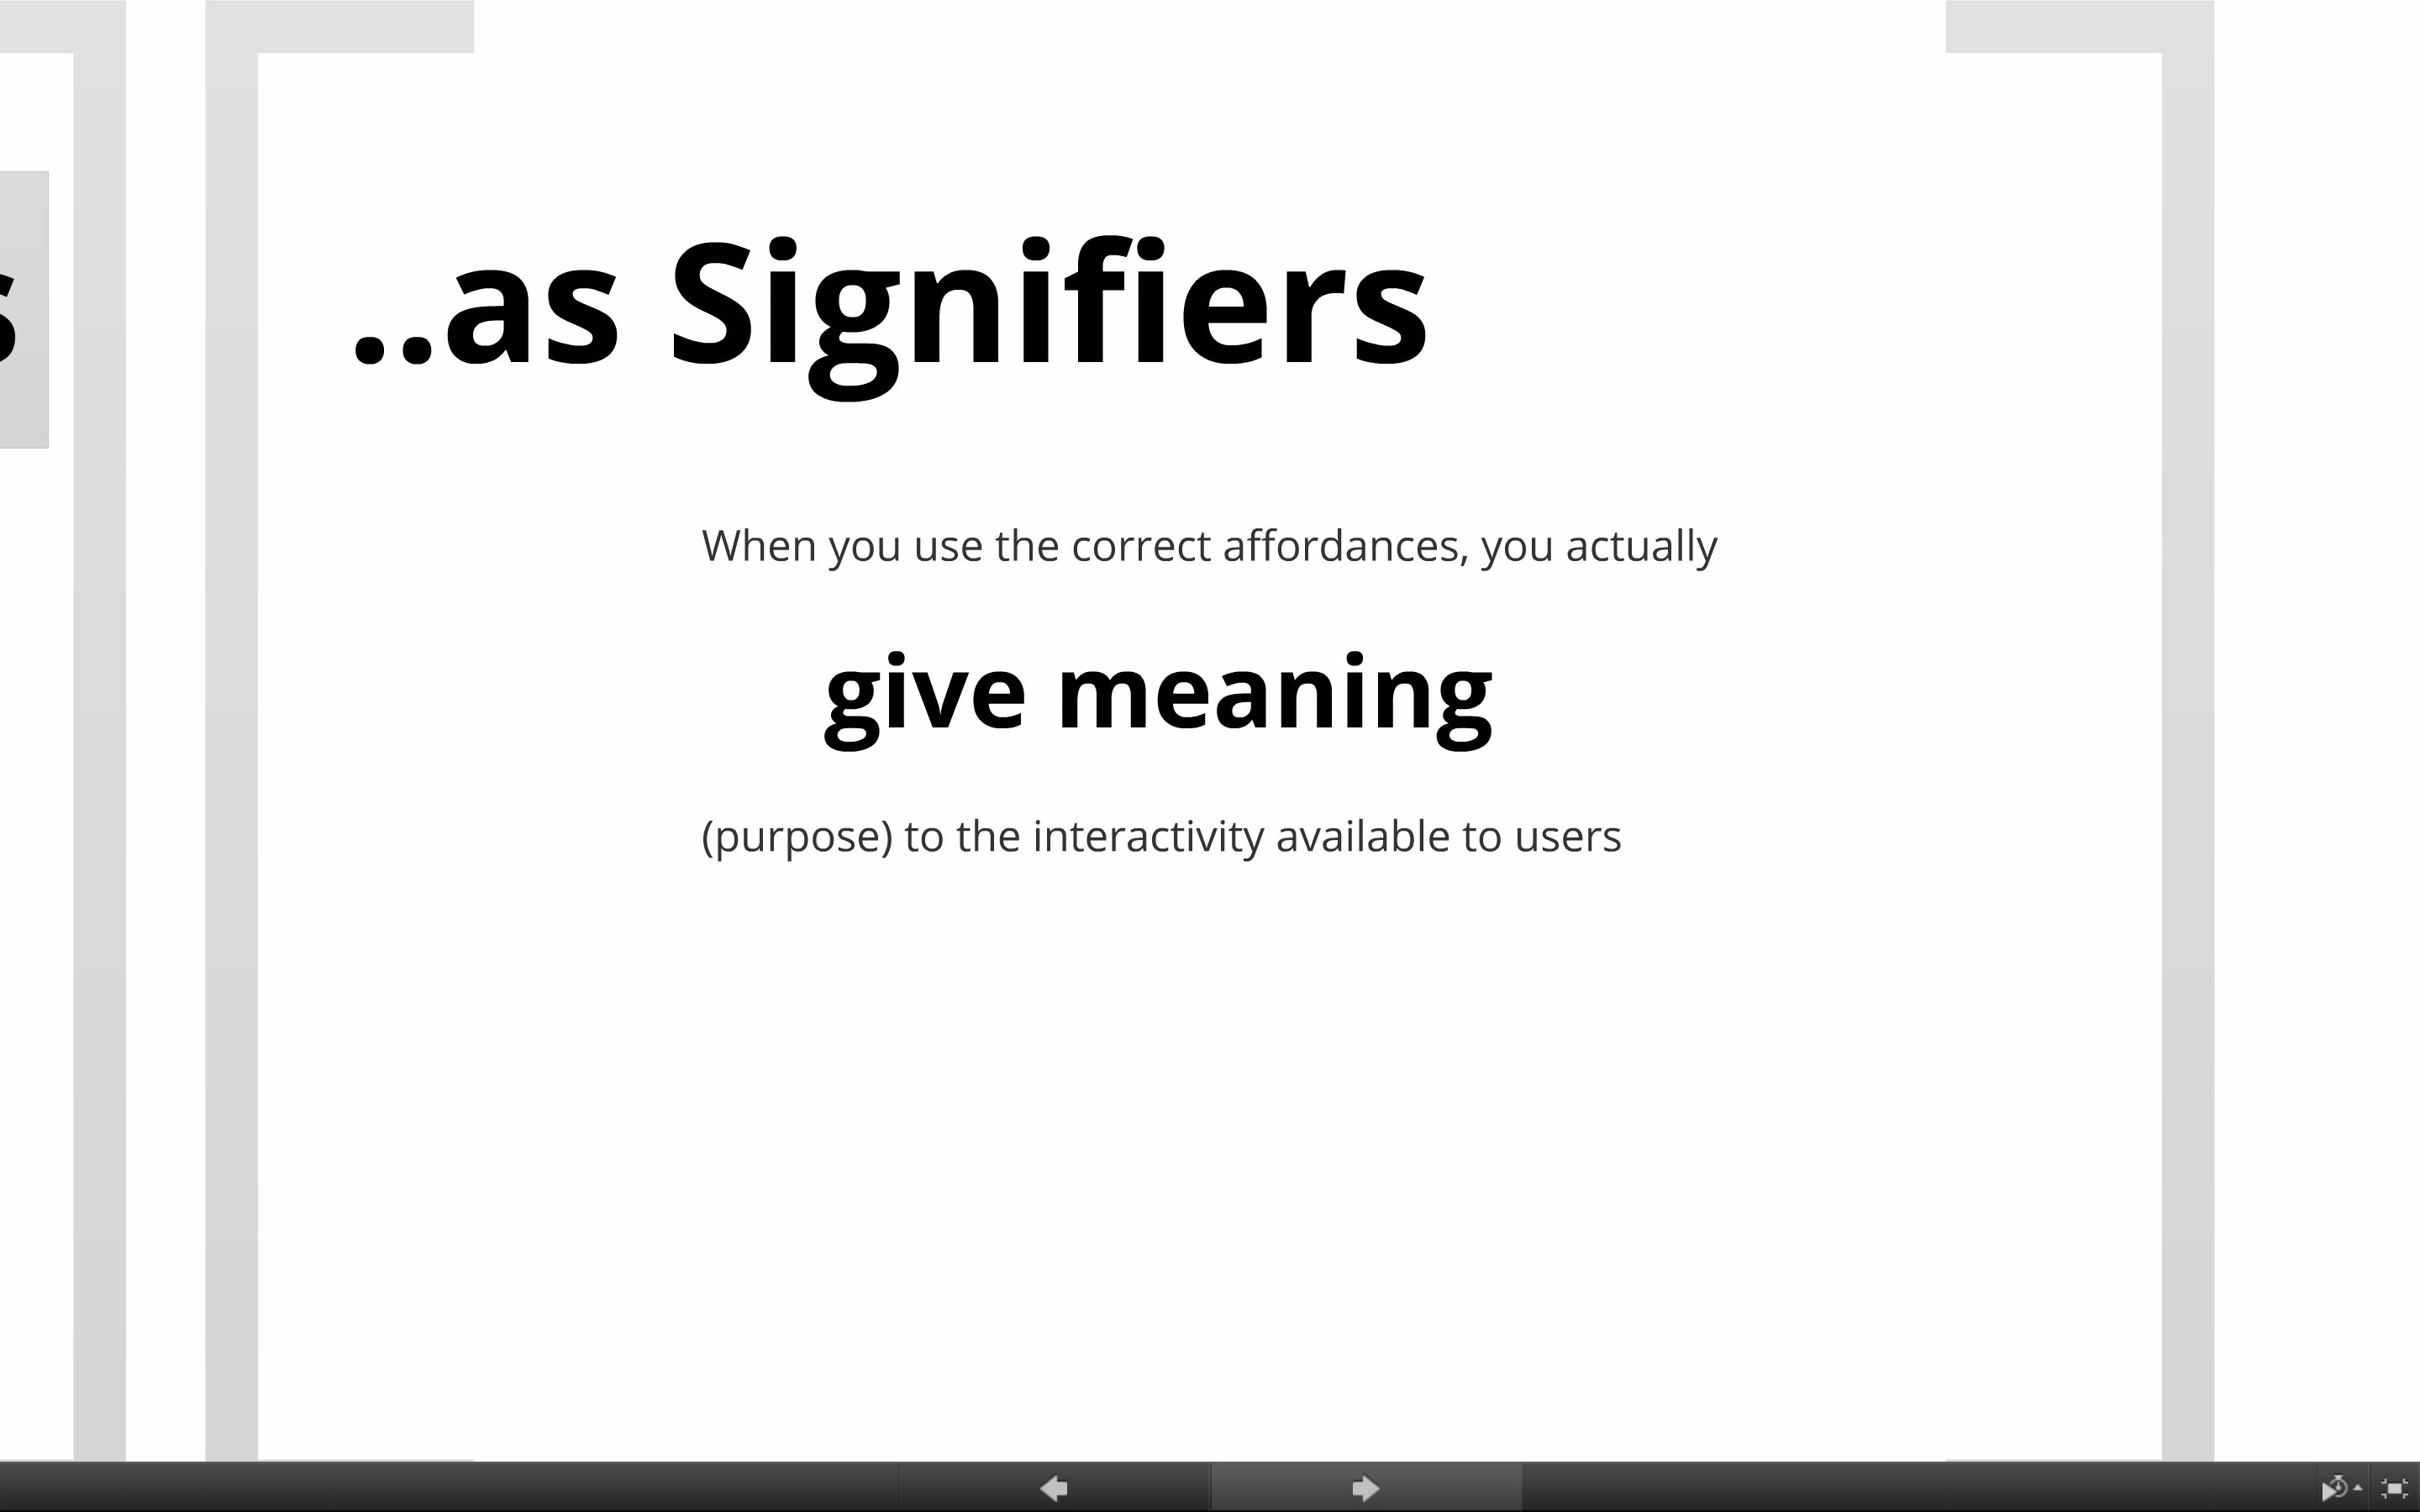 ..as Signifiers
When you use the correct affordances, you actually
give meaning
(purpose) to the interactivity available to users